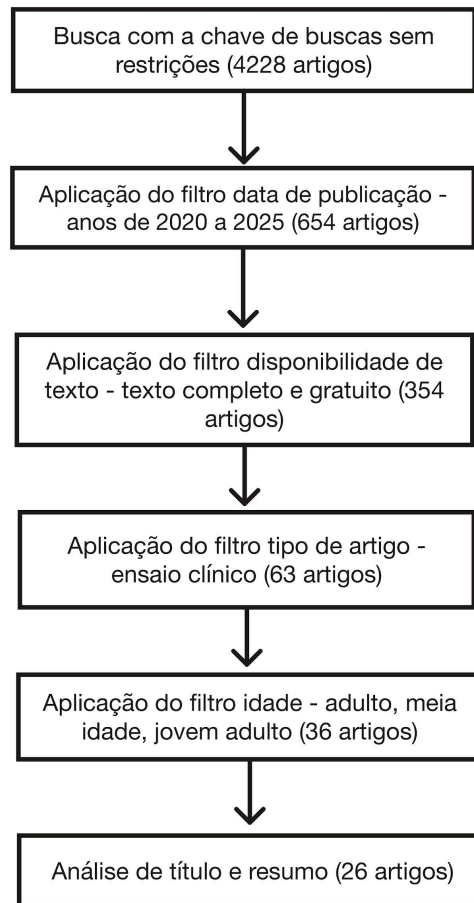 Busca com a chave de buscas sem
restrições (4228 artigos)
Aplicação do filtro data de publicação -
anos de 2020 a 2025 (654 artigos)
Aplicação do filtro disponibilidade de
texto - texto completo e gratuito (354
artigos)
Aplicação do filtro tipo de artigo -
ensaio clínico (63 artigos)
Aplicação do filtro idade - adulto, meia
idade, jovem adulto (36 artigos)
Análise de título e resumo (26 artigos)